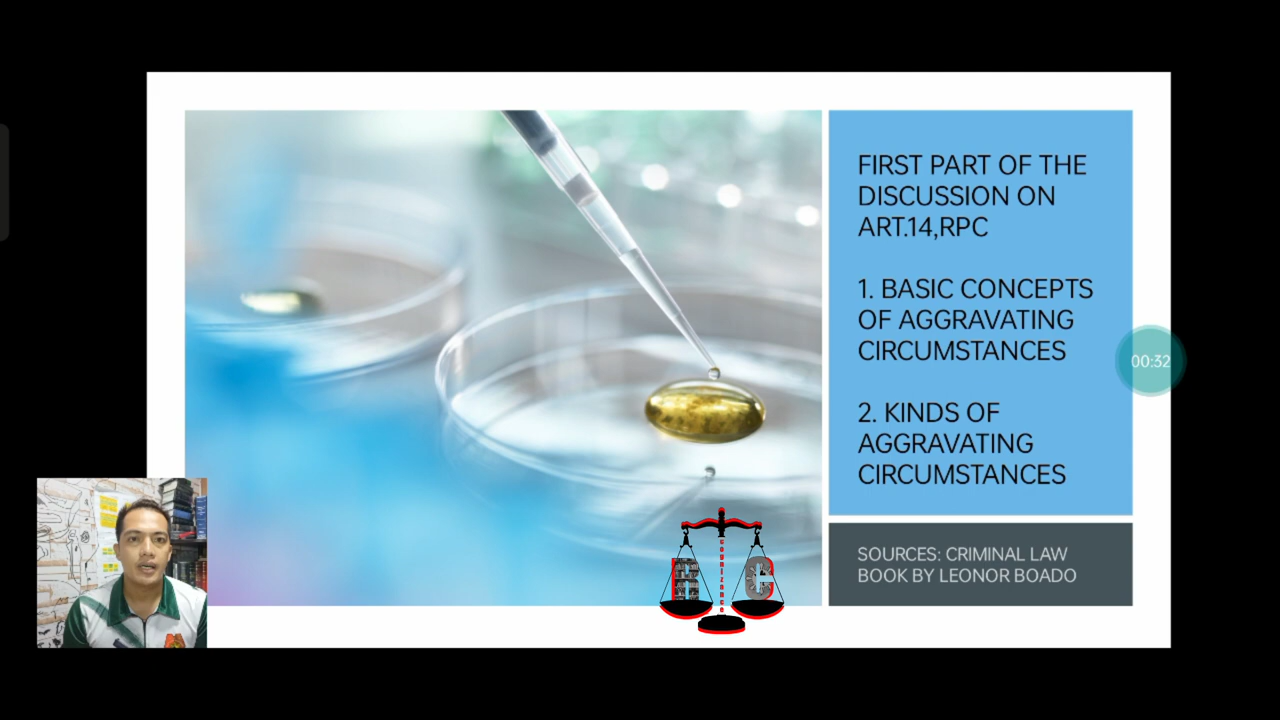 FIRST PART OF THE
DISCUSSION ON
ART.14,RPC
1. BASIC CONCEPTS
OF AGGRAVATING
CIRCUMSTANCES
2. KINDS OF
AGGRAVATING
CIRCUMSTANCES
00:32
SOURCES: CRIMINAL LAW
BOOK BY LEONOR BOADO
H
cognizance
C